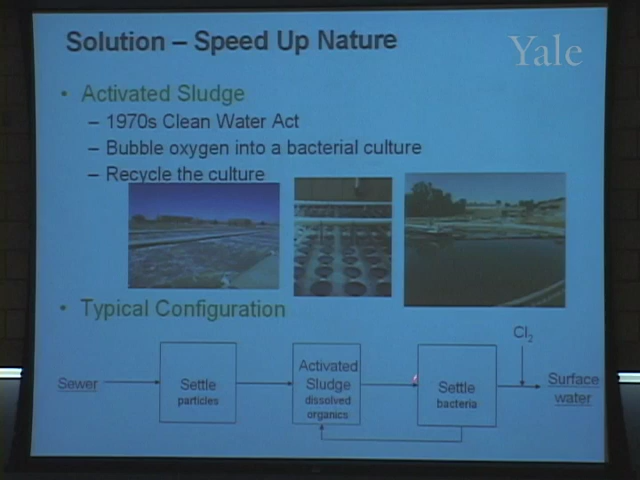 Solution – Speed Up Nature
Yale
• Activated Sludge
– 1970s Clean Water Act
– Bubble oxygen into a bacterial culture
– Recycle the culture
• Typical Configuration
Cl2
Sewer
Settle
particles
Activated
Sludge
dissolved
organics
Settle
bacteria
Surface
water